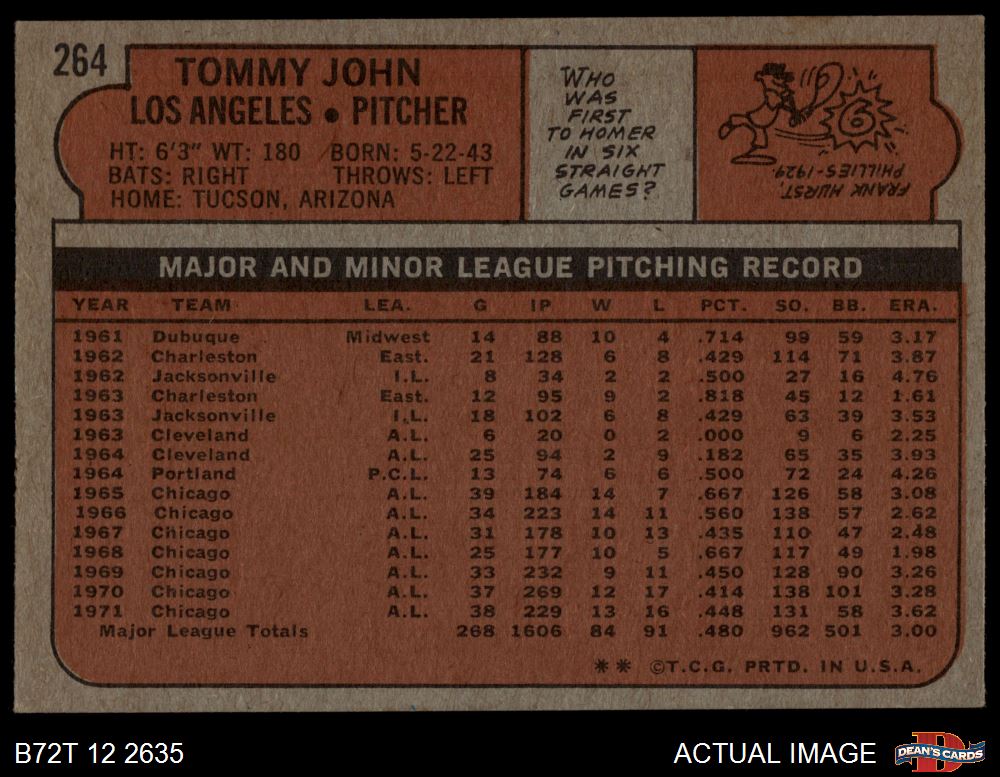 264
TOMMY JOHN
LOS ANGELES • PITCHER
HT: 6'3" WT: 180 BORN: 5-22-43
BATS: RIGHT THROWS: LEFT
HOME: TUCSON, ARIZONA
WHO
WAS
FIRST
TO HOMER
IN SIX
STRAIGHT
GAMES?
6
FRANK HURST,
PHILLIES-1929.
MAJOR AND MINOR LEAGUE PITCHING RECORD
YEAR TEAM LEA. G IP W L PCT. SO. BB. ERA.
1961 Dubuque Midwest 14 88 10 4 .714 99 59 3.17
1962 Charleston East. 21 128 6 8 .429 114 71 3.87
1962 Jacksonville I.L. 8 34 2 2 .500 27 16 4.76
1963 Charleston East. 12 95 9 2 .818 45 12 1.61
1963 Jacksonville I.L. 18 102 6 8 .429 63 39 3.53
1963 Cleveland A.L. 6 20 0 2 .000 9 6 2.25
1964 Cleveland A.L. 25 94 2 9 .182 65 35 3.93
1964 Portland P.C.L. 13 74 6 6 .500 72 24 4.26
1965 Chicago A.L. 39 184 14 7 .667 126 58 3.08
1966 Chicago A.L. 34 223 14 11 .560 138 57 2.62
1967 Chicago A.L. 31 178 10 13 .435 110 47 2.48
1968 Chicago A.L. 25 177 10 5 .667 117 49 1.98
1969 Chicago A.L. 33 232 9 11 .450 128 90 3.26
1970 Chicago A.L. 37 269 12 17 .414 138 101 3.28
1971 Chicago A.L. 38 229 13 16 .448 131 58 3.62
Major League Totals 268 1606 84 91 .480 962 501 3.00
** ©T.C.G. PRTD. IN U.S.A.
B72T 12 2635
ACTUAL IMAGE
D
DEAN'S CARDS